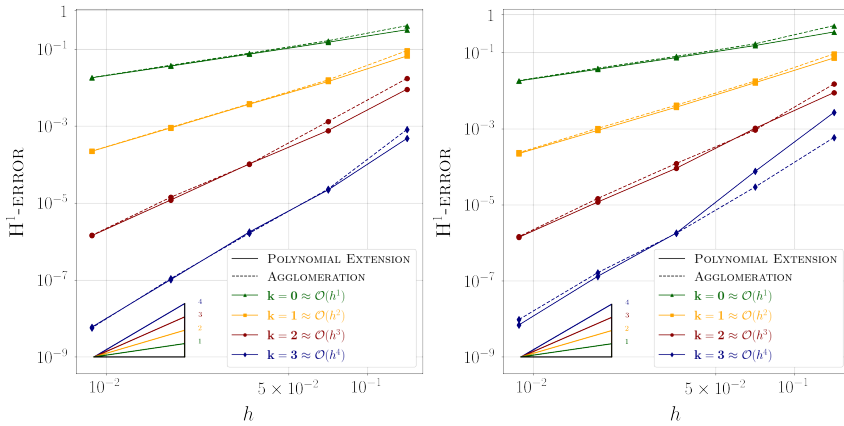 1
10^{-1}
10^{-3}
10^{-5}
10^{-7}
10^{-9}
H^1-ERROR
POLYNOMIAL EXTENSION
AGGLOMERATION
k = 0 ≈ O(h^1)
k = 1 ≈ O(h^2)
k = 2 ≈ O(h^3)
k = 3 ≈ O(h^4)
4
3
2
1
10^{-2}
5 × 10^{-2}
10^{-1}
h
1
10^{-1}
10^{-3}
10^{-5}
10^{-7}
10^{-9}
H^1-ERROR
POLYNOMIAL EXTENSION
AGGLOMERATION
k = 0 ≈ O(h^1)
k = 1 ≈ O(h^2)
k = 2 ≈ O(h^3)
k = 3 ≈ O(h^4)
4
3
2
1
10^{-2}
5 × 10^{-2}
10^{-1}
h